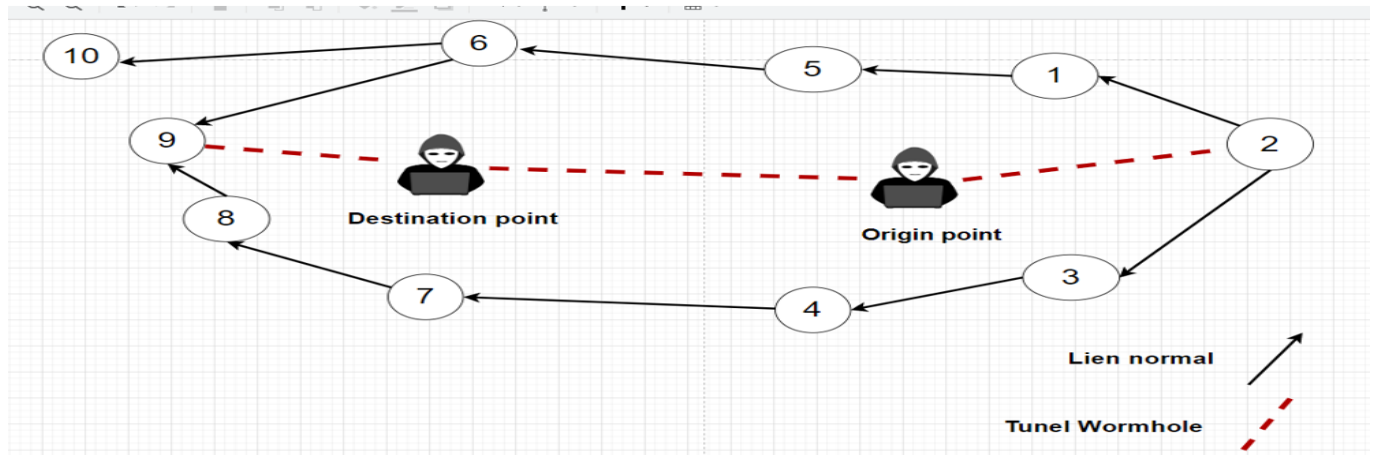 10
6
5
1
9
2
Destination point
8
Origin point
3
7
4
Lien normal
Tunel Wormhole